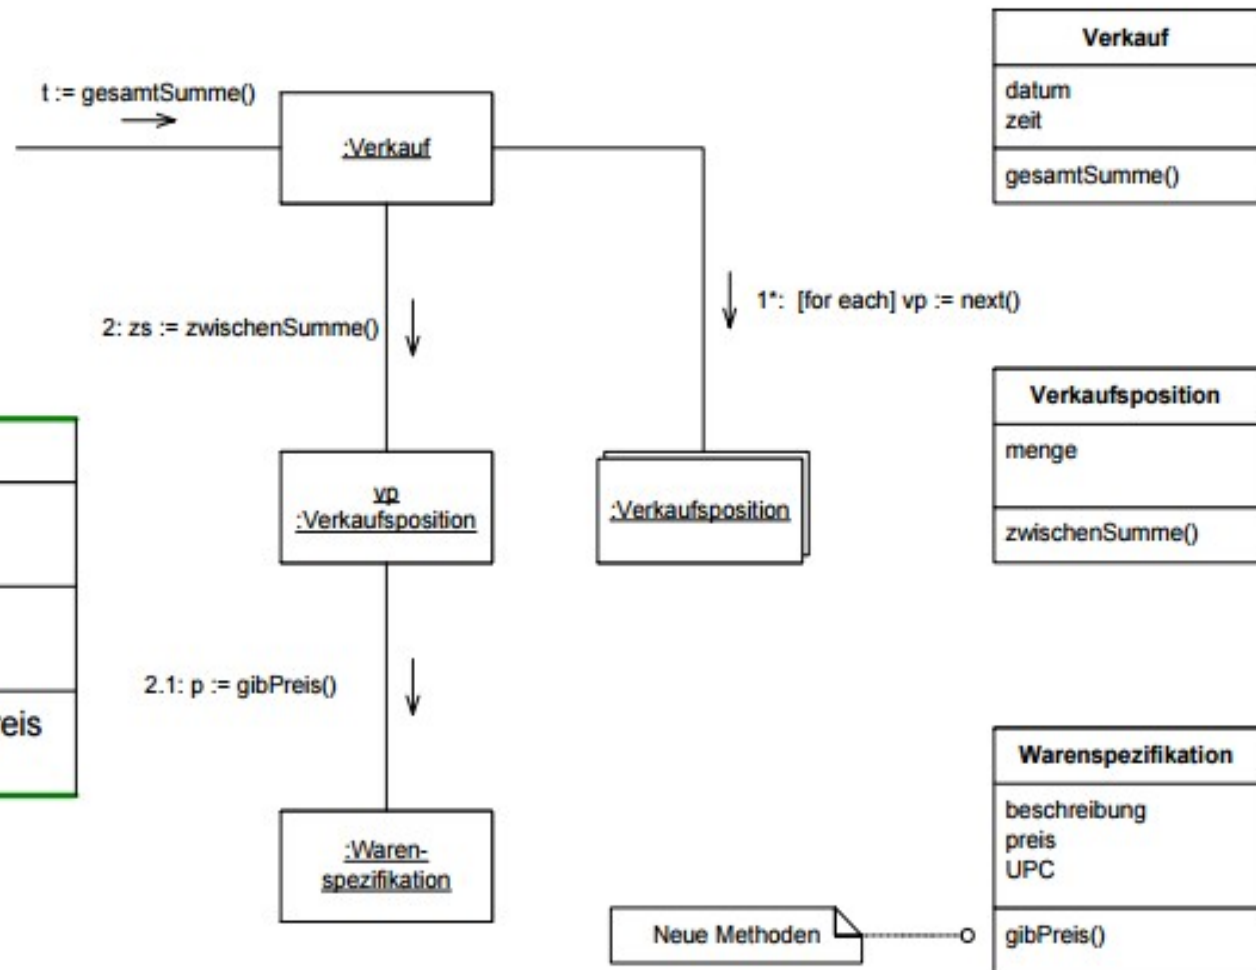 t := gesamtSumme()
:Verkauf
2: zs := zwischenSumme()
1*: [for each] vp := next()
vp
:Verkaufsposition
:Verkaufsposition
2.1: p := gibPreis()
:Waren-
spezifikation
Neue Methoden
eis
Verkauf
datum
zeit
gesamtSumme()
Verkaufsposition
menge
zwischenSumme()
Warenspezifikation
beschreibung
preis
UPC
gibPreis()